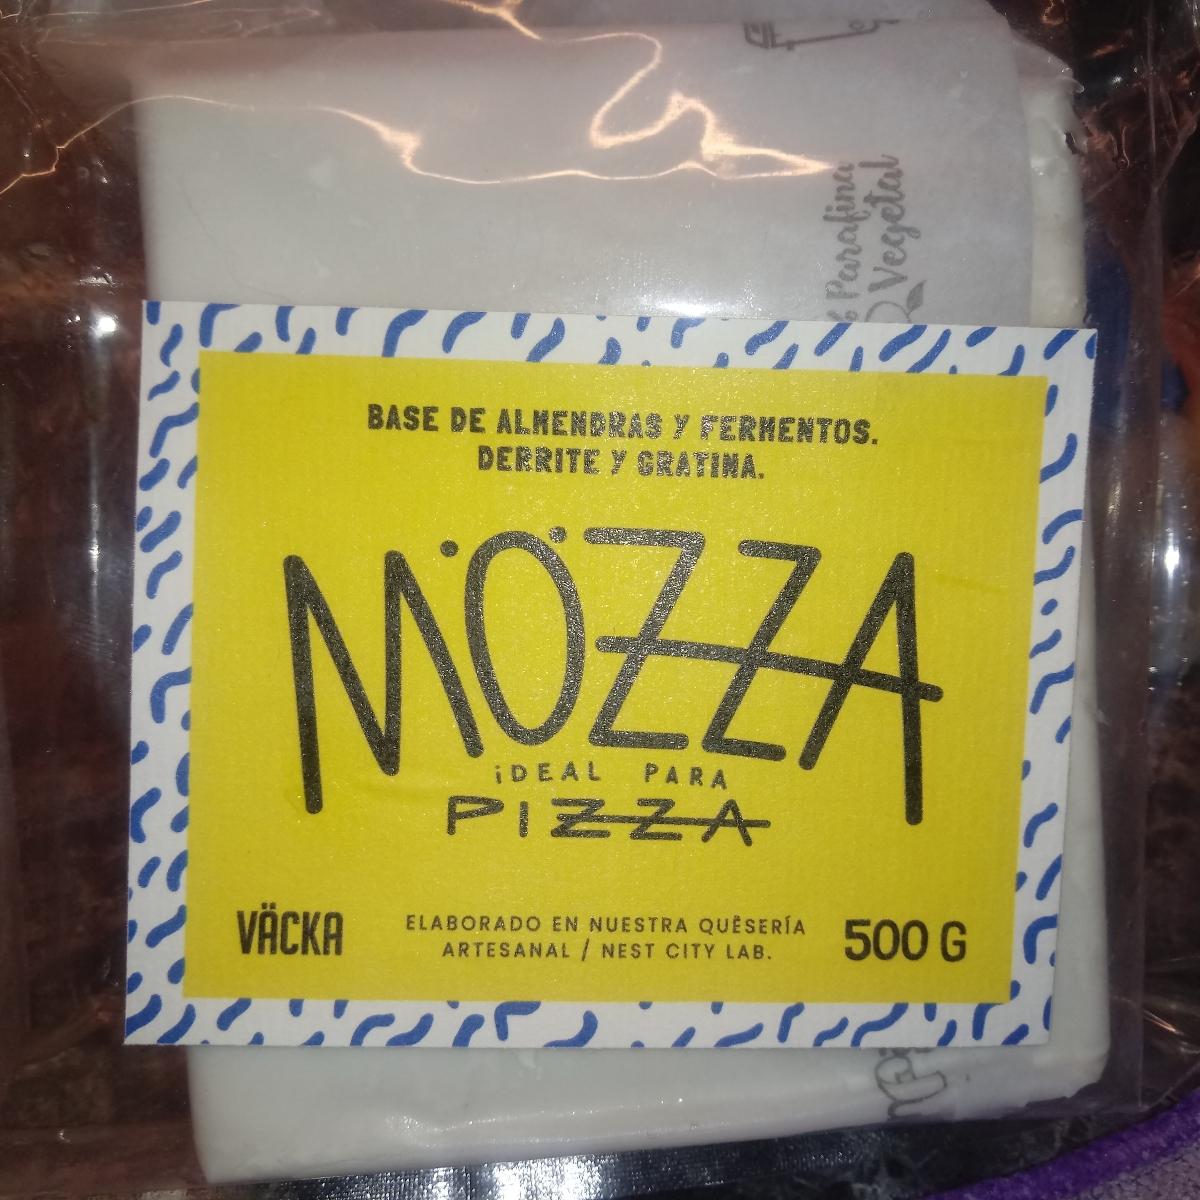 Parafina
Vegetal
BASE DE ALMENDRAS Y FERMENTOS.
DERRITE Y GRATINA.
MÖZZA
iDEAL PARA
PIZZA
VÄCKA
ELABORADO EN NUESTRA QUËSERÍA
ARTESANAL / NEST CITY LAB.
500 G